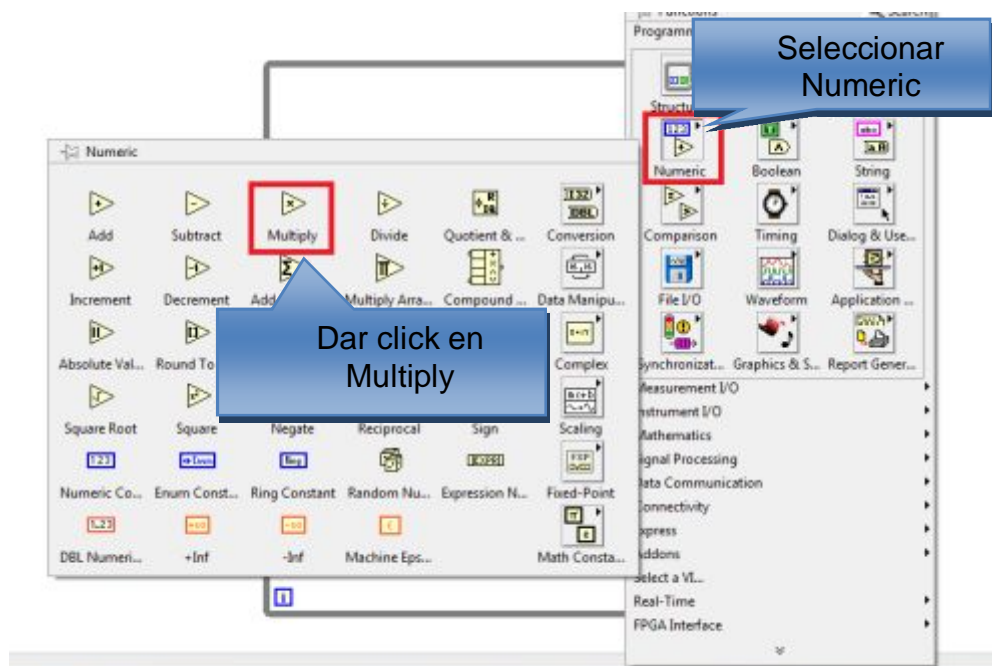 Functions
Search
Programm
Seleccionar
Numeric
Structu
Numeric
Boolean
String
Comparison
Timing
Dialog & Use...
File I/O
Waveform
Application ...
Synchronizat...
Graphics & S...
Report Gener...
Measurement I/O
Instrument I/O
Mathematics
Signal Processing
Data Communication
Connectivity
Express
Addons
Select a VI...
Real-Time
FPGA Interface
Numeric
Add
Subtract
Multiply
Divide
Quotient & ...
Conversion
Increment
Decrement
Add
Multiply Arra...
Compound ...
Data Manipu...
Absolute Val...
Round To
Complex
Dar click en
Multiply
Square Root
Square
Negate
Reciprocal
Sign
Scaling
Numeric Co...
Enum Const...
Ring Constant
Random Nu...
Expression N...
Fixed-Point
DBL Numeri...
+Inf
-Inf
Machine Eps...
Math Consta...
i